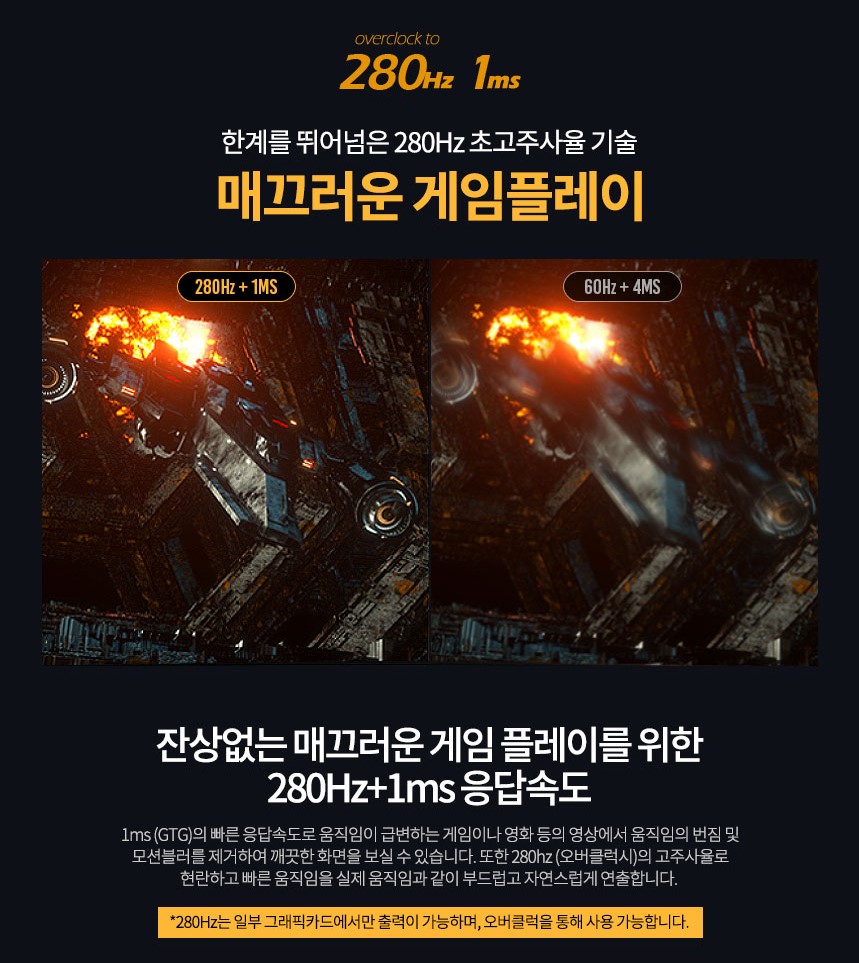 overclock to
280Hz 1ms
한계를 뛰어넘은 280Hz 초고주사율 기술
매끄러운 게임플레이
280Hz + 1MS
60Hz + 4MS
잔상없는 매끄러운 게임 플레이를 위한
280Hz+1ms 응답속도
1ms (GTG)의 빠른 응답속도로 움직임이 급변하는 게임이나 영화 등의 영상에서 움직임의 번짐 및
모션블러를 제거하여 깨끗한 화면을 보실 수 있습니다. 또한 280hz (오버클럭시)의 고주사율로
현란하고 빠른 움직임을 실제 움직임과 같이 부드럽고 자연스럽게 연출합니다.
*280Hz는 일부 그래픽카드에서만 출력이 가능하며, 오버클럭을 통해 사용 가능합니다.